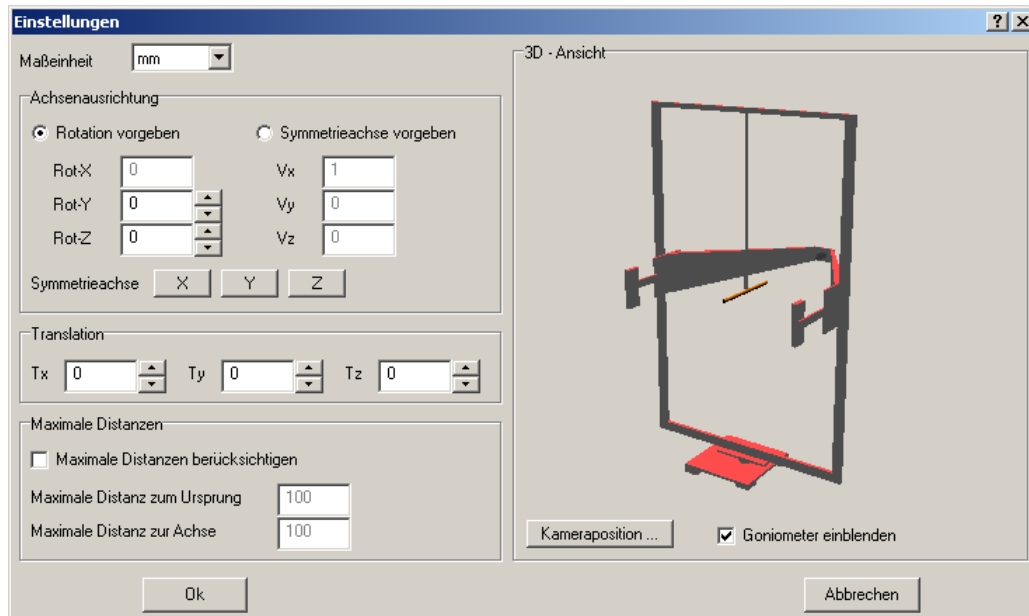 Einstellungen
Maßeinheit mm
Achsenausrichtung
Rotation vorgeben Symmetrieachse vorgeben
Rot-X 0 Vx 1
Rot-Y 0 Vy 0
Rot-Z 0 Vz 0
Symmetrieachse X Y Z
Translation
Tx 0 Ty 0 Tz 0
Maximale Distanzen
Maximale Distanzen berücksichtigen
Maximale Distanz zum Ursprung 100
Maximale Distanz zur Achse 100
Ok
3D - Ansicht
Kameraposition ... Goniometer einblenden
Abbrechen